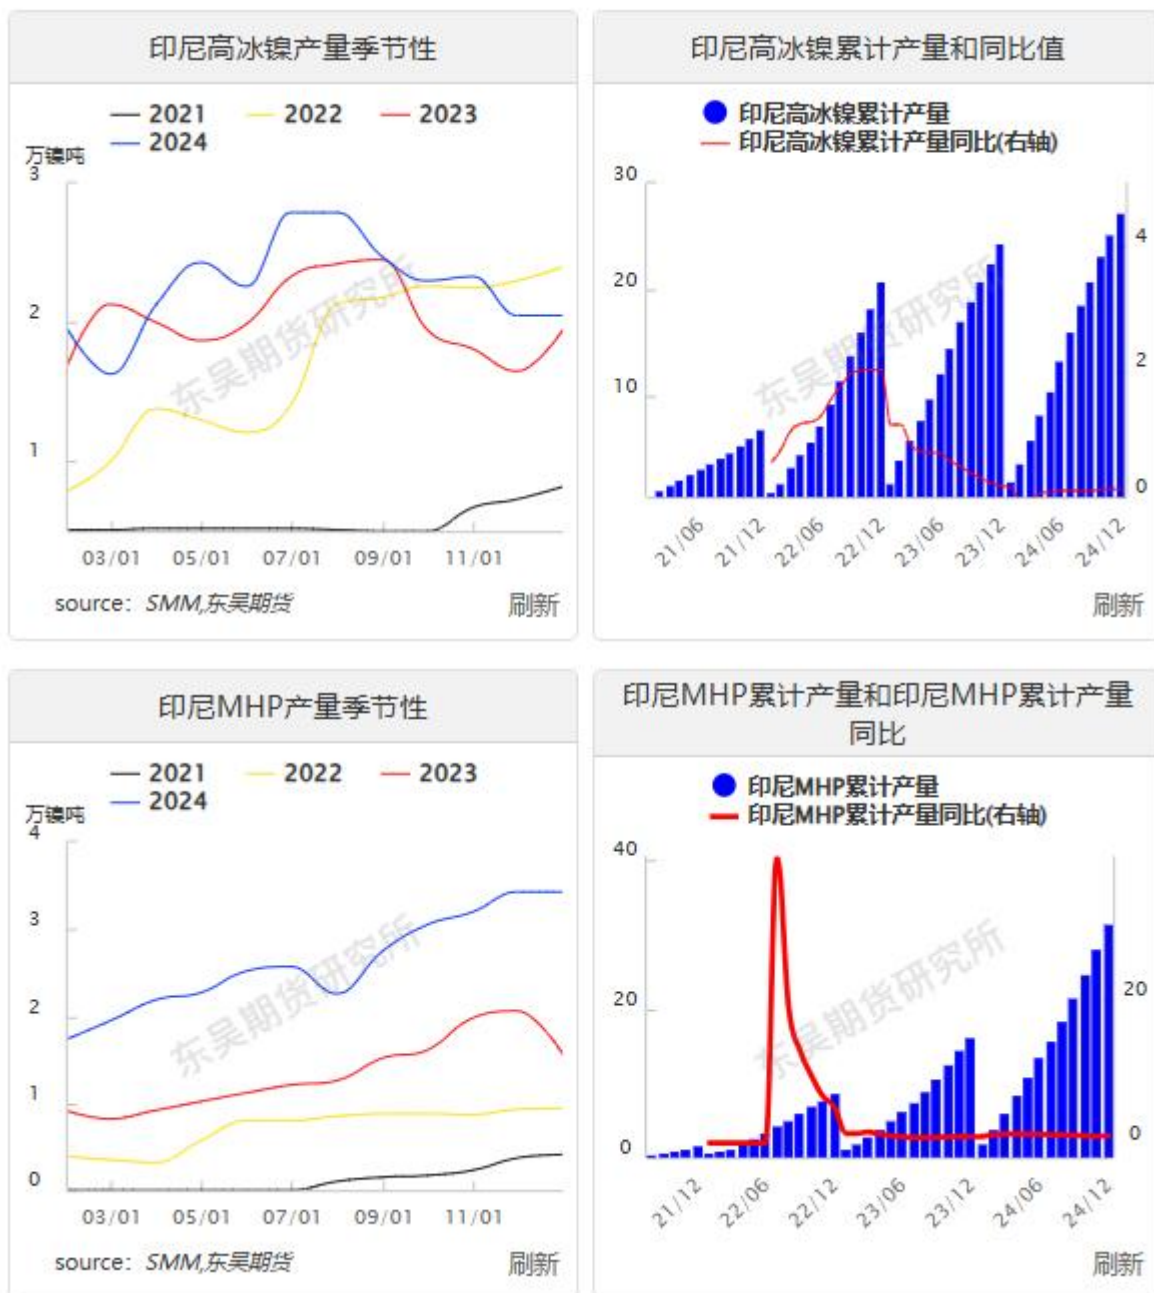 印尼高冰镍产量季节性
2021 2022 2023
2024
万镍吨
3
2
1
03/01 05/01 07/01 09/01 11/01
东吴期货研究所
source：SMM,东吴期货 刷新
印尼高冰镍累计产量和同比值
印尼高冰镍累计产量
印尼高冰镍累计产量同比(右轴)
30
20
10
4
2
0
21/06 21/12 22/06 22/12 23/06 23/12 24/06 24/12
东吴期货研究所
刷新
印尼MHP产量季节性
2021 2022 2023
2024
万镍吨
4
3
2
1
0
03/01 05/01 07/01 09/01 11/01
东吴期货研究所
source：SMM,东吴期货 刷新
印尼MHP累计产量和印尼MHP累计产量
同比
印尼MHP累计产量
印尼MHP累计产量同比(右轴)
40
20
0
20
0
21/12 22/06 22/12 23/06 23/12 24/06 24/12
东吴期货研究所
刷新